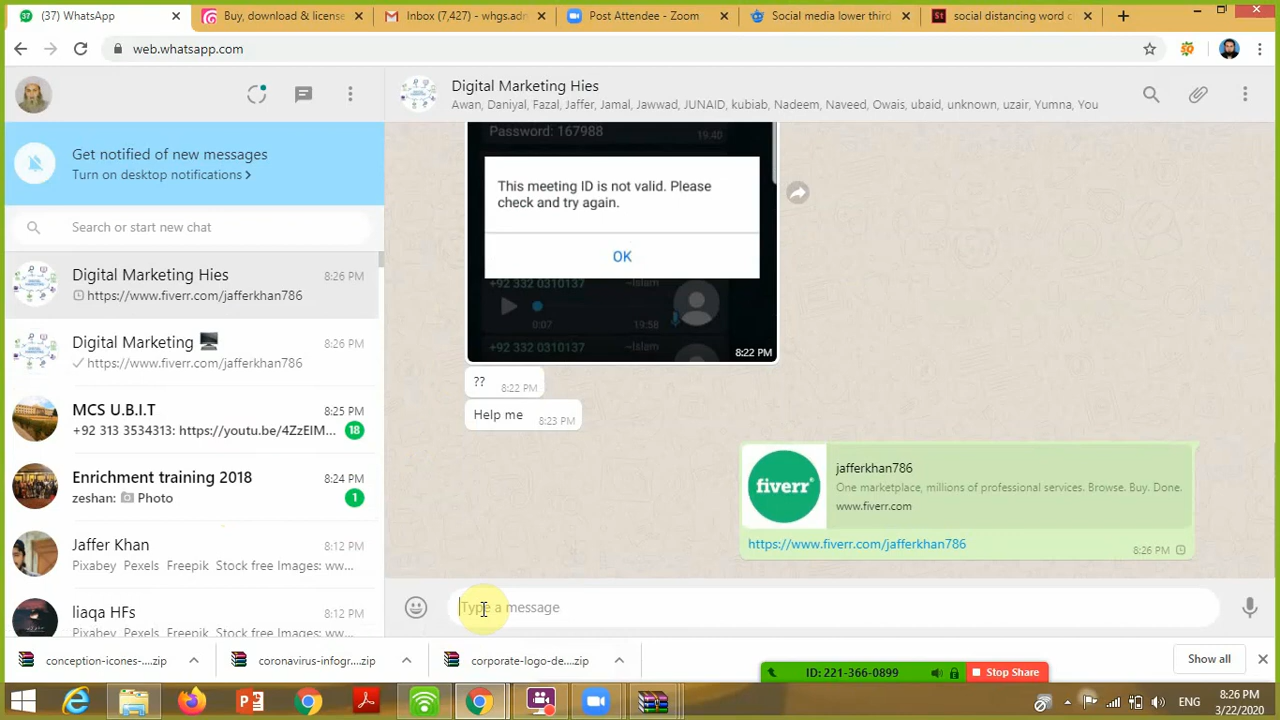 (37) WhatsApp
Buy, download & license
Inbox (7,427) - whgs.adn
Post Attendee - Zoom
Social media lower third
social distancing word c
web.whatsapp.com
Digital Marketing Hies
Awan, Daniyal, Fazal, Jaffer, Jamal, Jawwad, JUNAID, kubiab, Nadeem, Naveed, Owais, ubaid, unknown, uzair, Yumna, You
Get notified of new messages
Turn on desktop notifications >
Search or start new chat
Digital Marketing Hies 8:26 PM
https://www.fiverr.com/jafferkhan786
Digital Marketing 8:26 PM
https://www.fiverr.com/jafferkhan786
MCS U.B.I.T 8:25 PM
+92 313 3534313: https://youtu.be/4ZzEIM... 18
Enrichment training 2018 8:24 PM
zeshan: Photo 1
Jaffer Khan 8:12 PM
Pixabey Pexels Freepik Stock free Images: ww...
liaqa HFs 8:12 PM
Pixabey Pexels Freepik Stock free Images: ww...
Password: 167988 19:40
This meeting ID is not valid. Please
check and try again.
OK
+92 332 0310137 ~Islam
0:07 19:58
+92 332 0310137 ~Islam
8:22 PM
?? 8:22 PM
Help me 8:23 PM
fiverr
jafferkhan786
One marketplace, millions of professional services. Browse. Buy. Done.
www.fiverr.com
https://www.fiverr.com/jafferkhan786
8:26 PM
Type a message
conception-icones-....zip
coronavirus-infogr....zip
corporate-logo-de....zip
Show all
ID: 221-366-0899 Stop Share
ENG
8:26 PM
3/22/2020